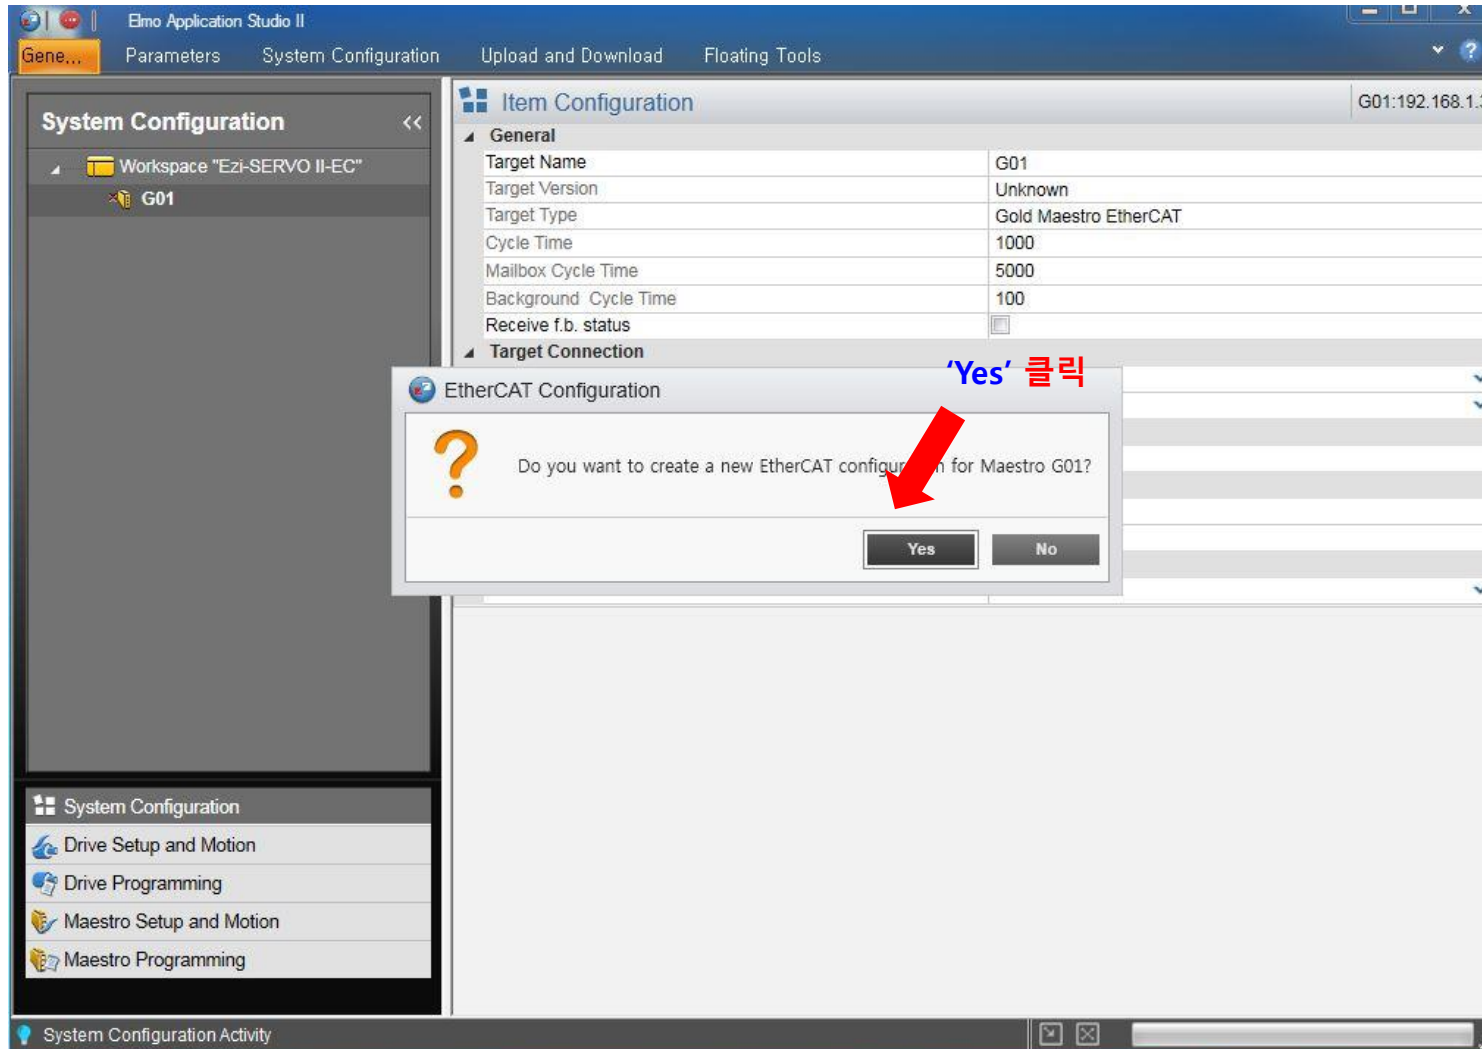 Elmo Application Studio II
Gene...
Parameters
System Configuration
Upload and Download
Floating Tools
System Configuration <<
Workspace "Ezi-SERVO II-EC"
G01
Item Configuration
G01:192.168.1.
General
Target Name G01
Target Version Unknown
Target Type Gold Maestro EtherCAT
Cycle Time 1000
Mailbox Cycle Time 5000
Background Cycle Time 100
Receive f.b. status
Target Connection
‘Yes’ 클릭
EtherCAT Configuration
Do you want to create a new EtherCAT configur n for Maestro G01?
Yes
No
System Configuration
Drive Setup and Motion
Drive Programming
Maestro Setup and Motion
Maestro Programming
System Configuration Activity